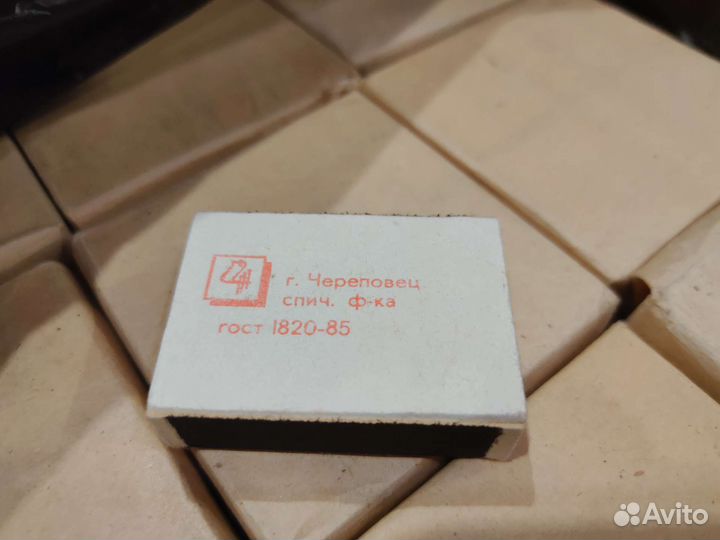 г. Череповец
спич. ф-ка
гост 1820-85
Avito